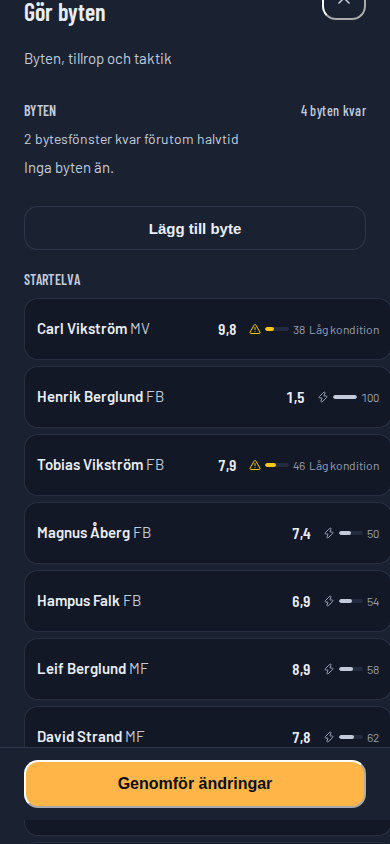 Gör byten
Byten, tillrop och taktik
BYTEN 4 byten kvar
2 bytesfönster kvar förutom halvtid
Inga byten än.
Lägg till byte
STARTELVA
Carl Vikström MV 9,8 38 Låg kondition
Henrik Berglund FB 1,5 100
Tobias Vikström FB 7,9 46 Låg kondition
Magnus Åberg FB 7,4 50
Hampus Falk FB 6,9 54
Leif Berglund MF 8,9 58
David Strand MF 7,8 62
Genomför ändringar